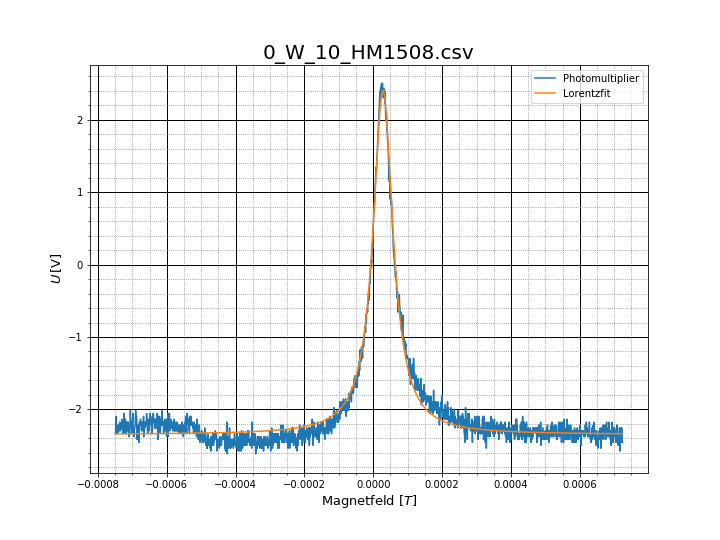 0_W_10_HM1508.csv
Photomultiplier
Lorentzfit
U[V]
2
1
0
−1
−2
−0.0008 −0.0006 −0.0004 −0.0002 0.0000 0.0002 0.0004 0.0006
Magnetfeld [T]